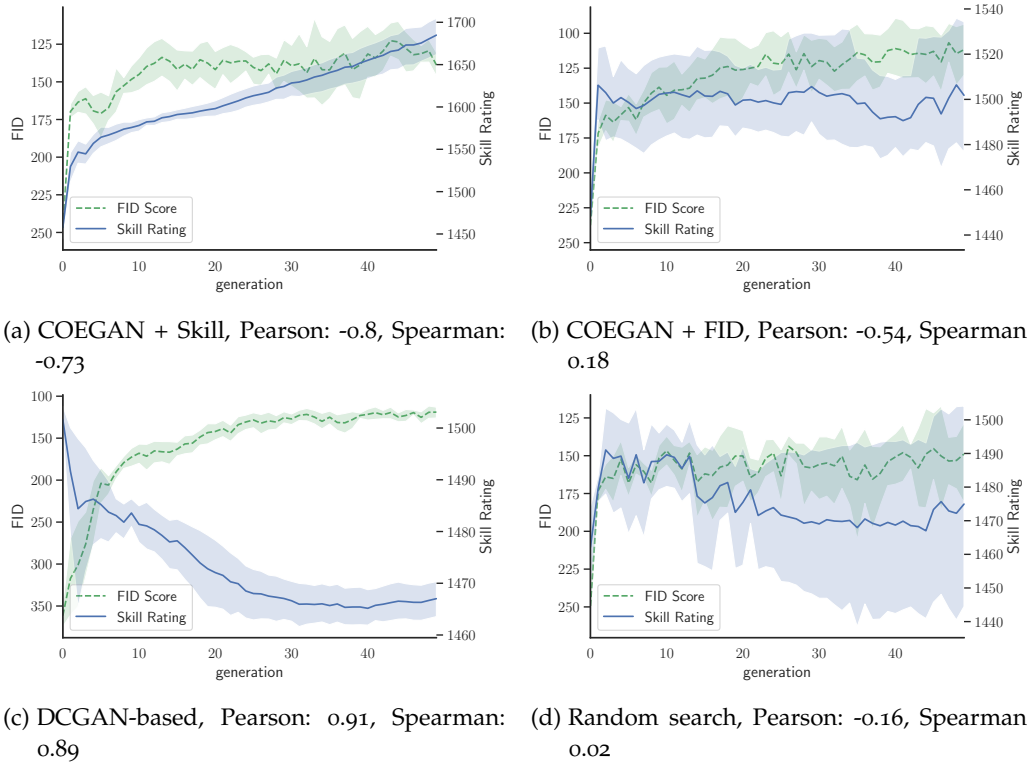 1700
1650
1600
1550
1500
1450
125
150
175
200
225
250
FID
Skill Rating
FID Score
Skill Rating
0 10 20 30 40
generation
(a) COEGAN + Skill, Pearson: -0.8, Spearman:
-0.73
1540
1520
1500
1480
1460
1440
100
125
150
175
200
225
250
FID
Skill Rating
FID Score
Skill Rating
0 10 20 30 40
generation
(b) COEGAN + FID, Pearson: -0.54, Spearman
0.18
100
150
200
250
300
350
1500
1490
1480
1470
1460
FID
Skill Rating
FID Score
Skill Rating
0 10 20 30 40
generation
(c) DCGAN-based, Pearson: 0.91, Spearman:
0.89
125
150
175
200
225
250
1500
1490
1480
1470
1460
1450
1440
FID
Skill Rating
FID Score
Skill Rating
0 10 20 30 40
generation
(d) Random search, Pearson: -0.16, Spearman
0.02